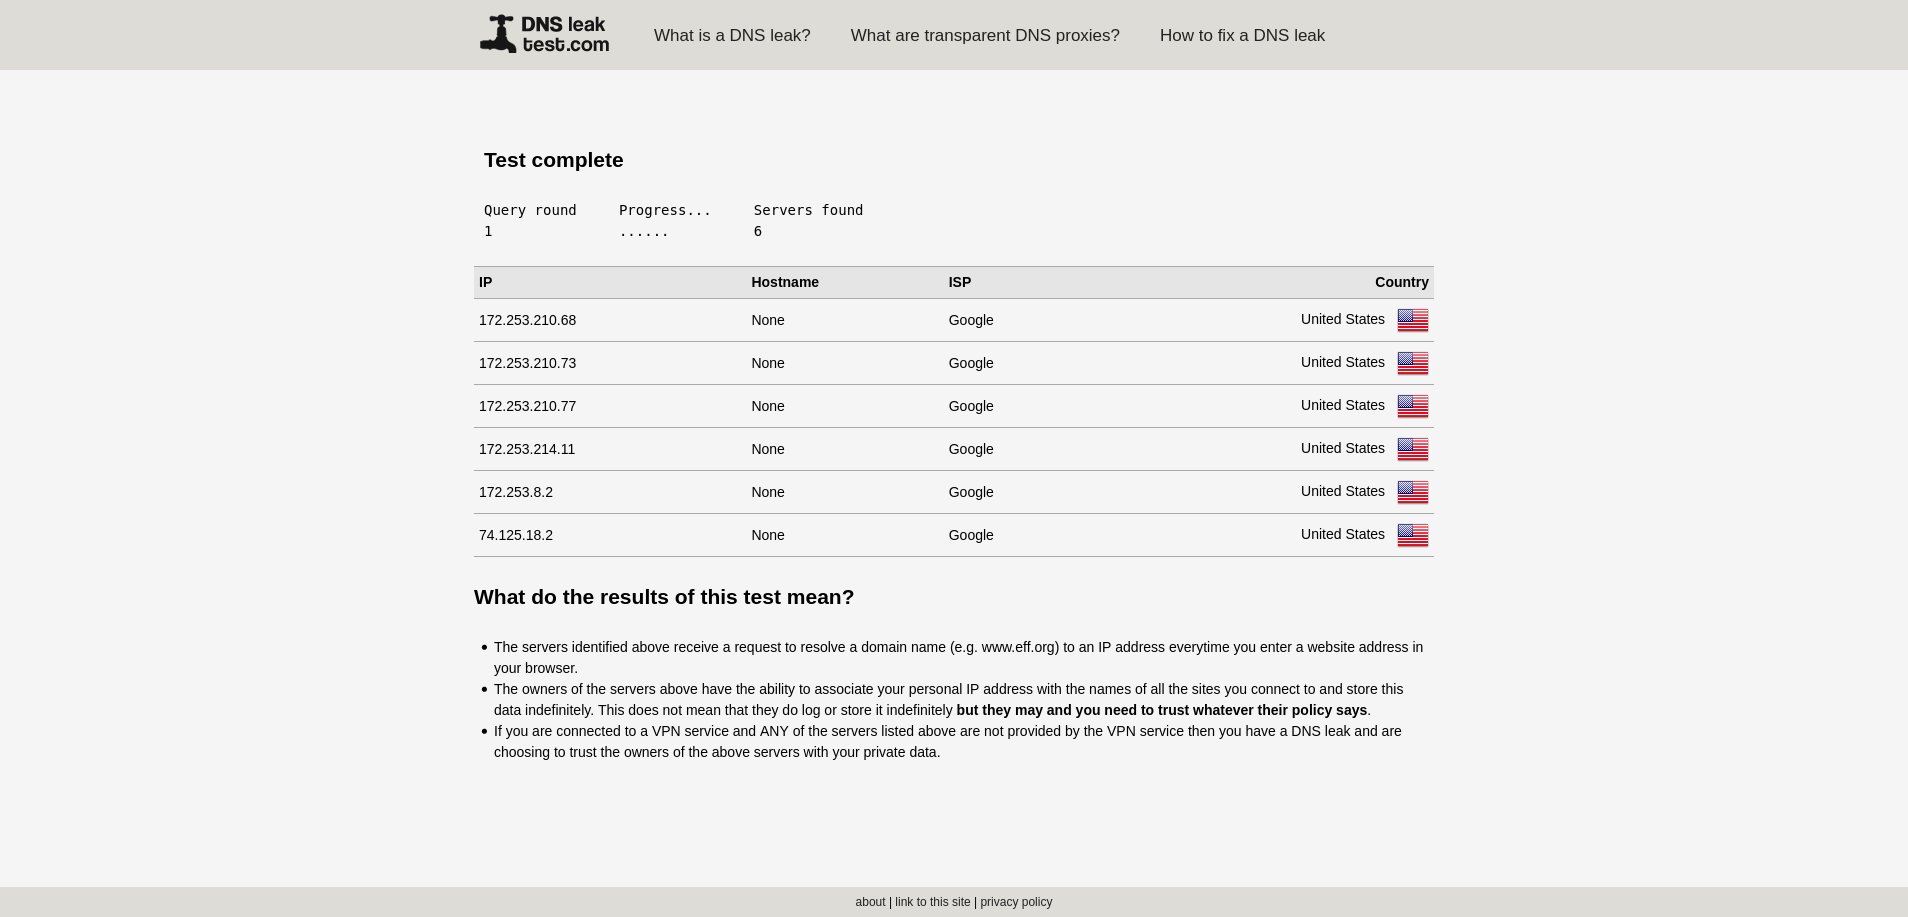 DNS leak
test.com
What is a DNS leak? What are transparent DNS proxies? How to fix a DNS leak
Test complete
Query round Progress... Servers found
1 ...... 6
IP Hostname ISP Country
172.253.210.68 None Google United States
172.253.210.73 None Google United States
172.253.210.77 None Google United States
172.253.214.11 None Google United States
172.253.8.2 None Google United States
74.125.18.2 None Google United States
What do the results of this test mean?
• The servers identified above receive a request to resolve a domain name (e.g. www.eff.org) to an IP address everytime you enter a website address in
your browser.
• The owners of the servers above have the ability to associate your personal IP address with the names of all the sites you connect to and store this
data indefinitely. This does not mean that they do log or store it indefinitely but they may and you need to trust whatever their policy says.
• If you are connected to a VPN service and ANY of the servers listed above are not provided by the VPN service then you have a DNS leak and are
choosing to trust the owners of the above servers with your private data.
about | link to this site | privacy policy